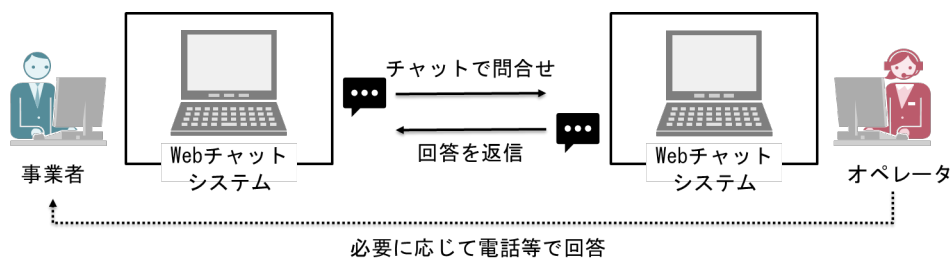 チャットで問合せ
回答を返信
Webチャット
システム
Webチャット
システム
事業者
オペレータ
必要に応じて電話等で回答